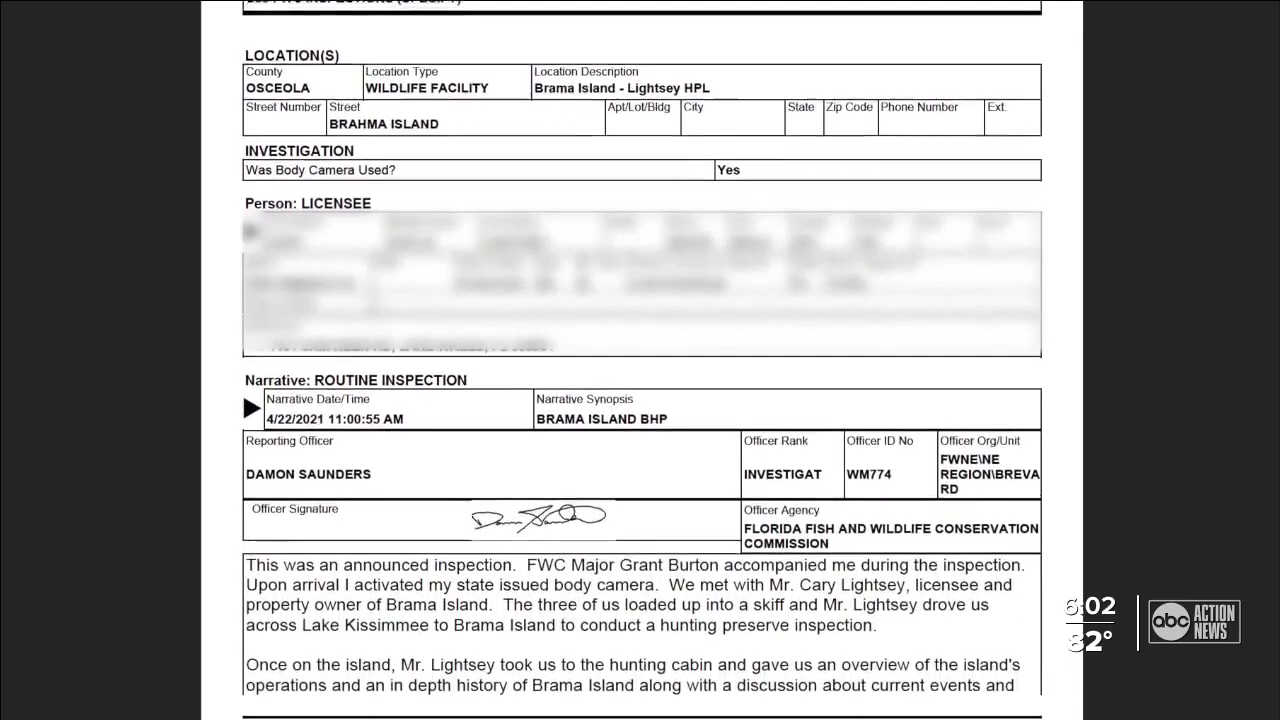 LOCATION(S)
County Location Type Location Description
OSCEOLA WILDLIFE FACILITY Brama Island - Lightsey HPL
Street Number Street Apt/Lot/Bldg City State Zip Code Phone Number Ext.
BRAHMA ISLAND
INVESTIGATION
Was Body Camera Used? Yes
Person: LICENSEE
Narrative: ROUTINE INSPECTION
Narrative Date/Time Narrative Synopsis
4/22/2021 11:00:55 AM BRAMA ISLAND BHP
Reporting Officer Officer Rank Officer ID No Officer Org/Unit
DAMON SAUNDERS INVESTIGAT WM774 FWNE\NE
REGION\BREVA
RD
Officer Signature Officer Agency
FLORIDA FISH AND WILDLIFE CONSERVATION
COMMISSION
This was an announced inspection. FWC Major Grant Burton accompanied me during the inspection.
Upon arrival I activated my state issued body camera. We met with Mr. Cary Lightsey, licensee and
property owner of Brama Island. The three of us loaded up into a skiff and Mr. Lightsey drove us
across Lake Kissimmee to Brama Island to conduct a hunting preserve inspection.
Once on the island, Mr. Lightsey took us to the hunting cabin and gave us an overview of the island's
operations and an in depth history of Brama Island along with a discussion about current events and
6:02
82°
abc ACTION
NEWS